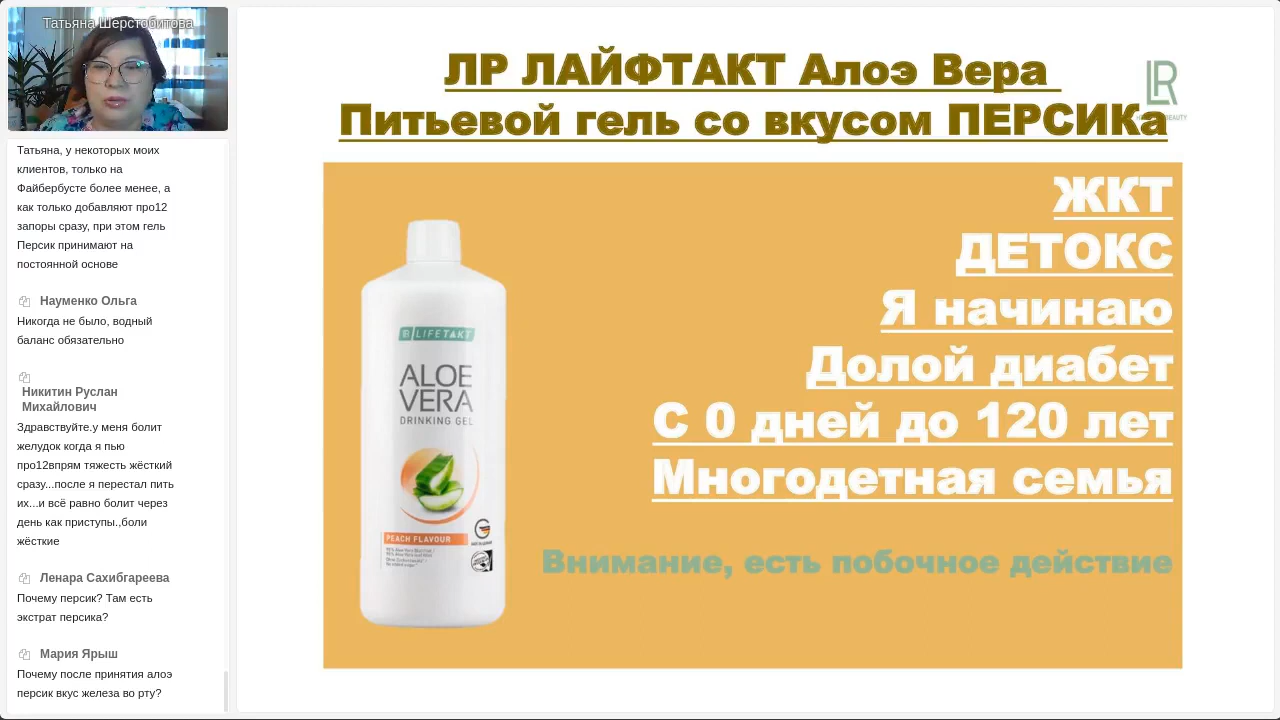 Татьяна Шерстобитова
Татьяна, у некоторых моих
клиентов, только на
Файбербусте более менее, а
как только добавляют про12
запоры сразу, при этом гель
Персик принимают на
постоянной основе
Науменко Ольга
Никогда не было, водный
баланс обязательно
Никитин Руслан
Михайлович
Здравствуйте.у меня болит
желудок когда я пью
про12впрям тяжесть жёсткий
сразу...после я перестал пить
их...и всё равно болит через
день как приступы.,боли
жёсткие
Ленара Сахибгареева
Почему персик? Там есть
экстрат персика?
Мария Ярыш
Почему после принятия алоэ
персик вкус железа во рту?
ЛР ЛАЙФТАКТ Алоэ Вера
Питьевой гель со вкусом ПЕРСИКа
LR
BEAUTY
ЖКТ
ДЕТОКС
Я начинаю
Долой диабет
С 0 дней до 120 лет
Многодетная семья
Внимание, есть побочное действие
LR LIFETAKT
ALOE
VERA
DRINKING GEL
PEACH FLAVOUR